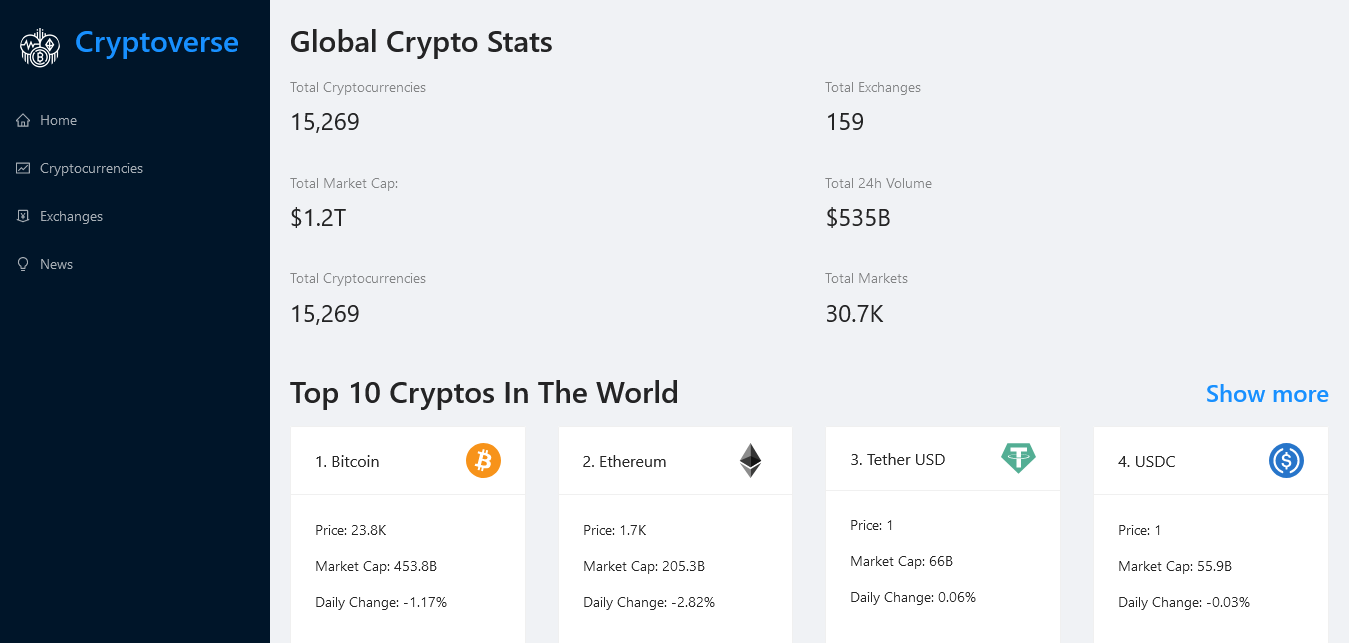 Cryptoverse
Home
Cryptocurrencies
Exchanges
News
Global Crypto Stats
Total Cryptocurrencies
15,269
Total Exchanges
159
Total Market Cap:
$1.2T
Total 24h Volume
$535B
Total Cryptocurrencies
15,269
Total Markets
30.7K
Top 10 Cryptos In The World
Show more
1. Bitcoin
Price: 23.8K
Market Cap: 453.8B
Daily Change: -1.17%
2. Ethereum
Price: 1.7K
Market Cap: 205.3B
Daily Change: -2.82%
3. Tether USD
Price: 1
Market Cap: 66B
Daily Change: 0.06%
4. USDC
Price: 1
Market Cap: 55.9B
Daily Change: -0.03%